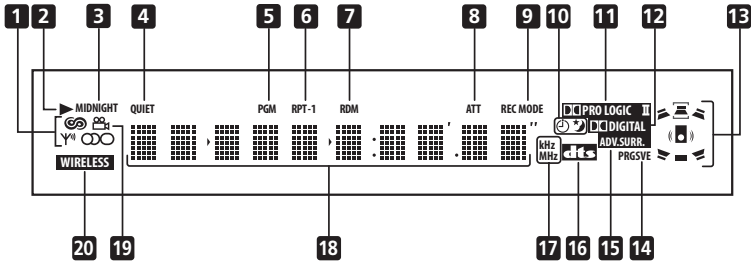 1 2 3 4 5 6 7 8 9 10 11 12 13
MIDNIGHT QUIET PGM RPT-1 RDM ATT REC MODE
PRO LOGIC II
DIGITAL
ADV.SURR.
PRGSVE
kHz
MHz
dts
WIRELESS
20 19 18 17 16 15 14